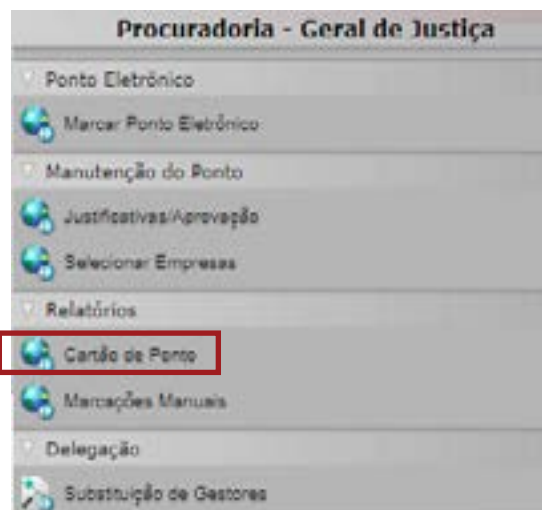 Procuradoria - Geral de Justiça
Ponto Eletrônico
Marcar Ponto Eletrônico
Manutenção do Ponto
Justificativas/Aprovação
Selecionar Empresas
Relatórios
Cartão de Ponto
Marcações Manuais
Delegação
Substituição de Gestores